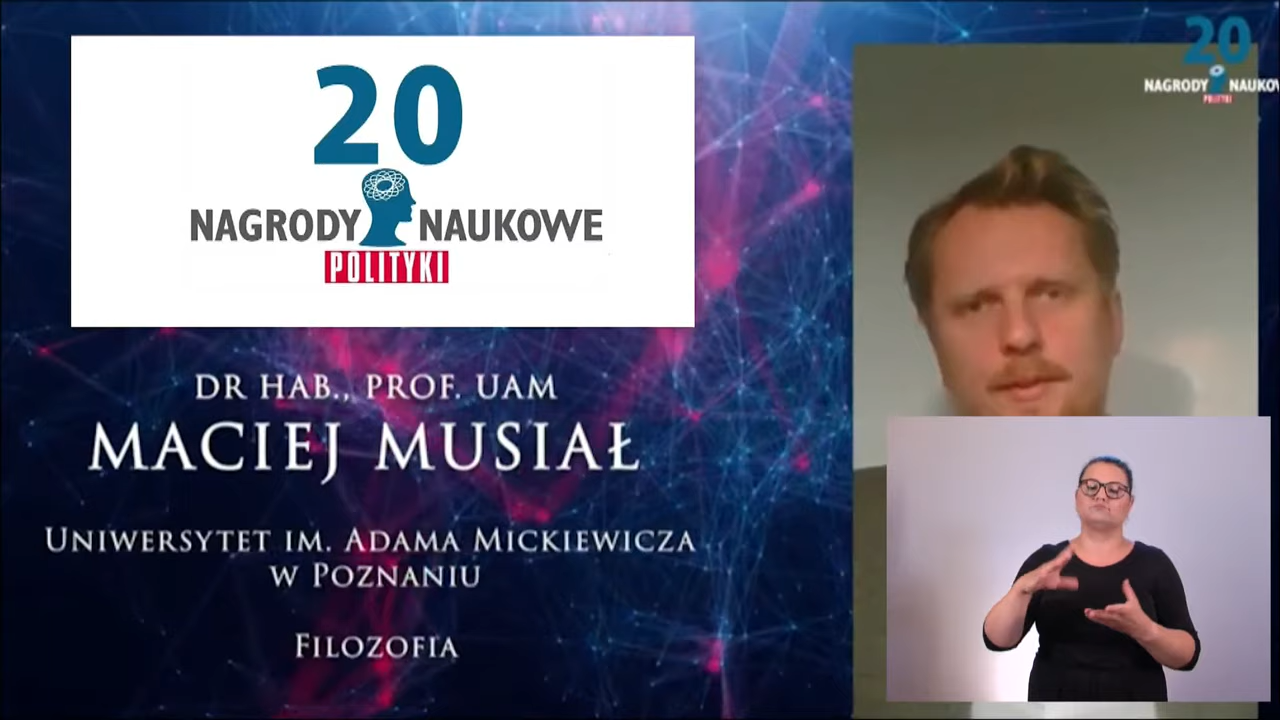 20
NAGRODY NAUKOWE
POLITYKI
DR HAB., PROF. UAM
MACIEJ MUSIAŁ
UNIWERSYTET IM. ADAMA MICKIEWICZA
W POZNANIU
FILOZOFIA
20
NAGRODY NAUKOW
POLITYKI